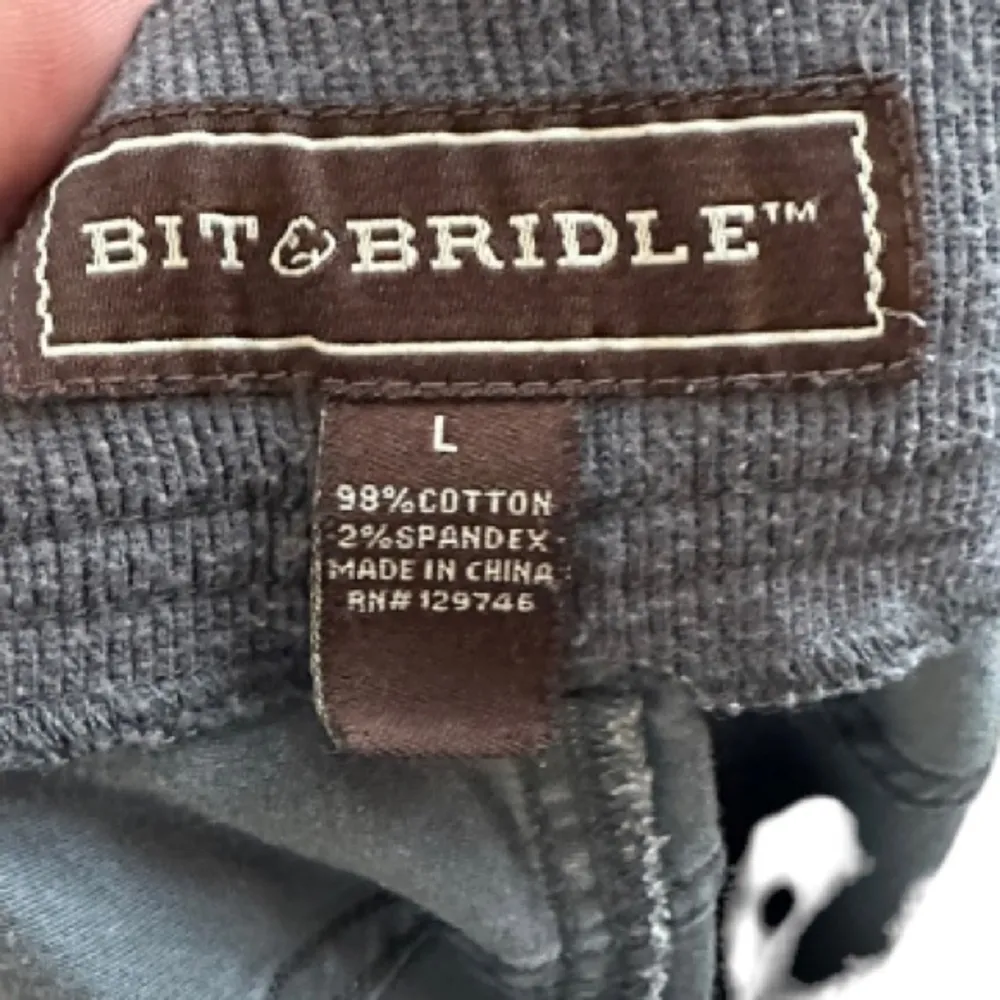 BIT & BRIDLE™
L
98%COTTON
2%SPANDEX
MADE IN CHINA
RN# 129746